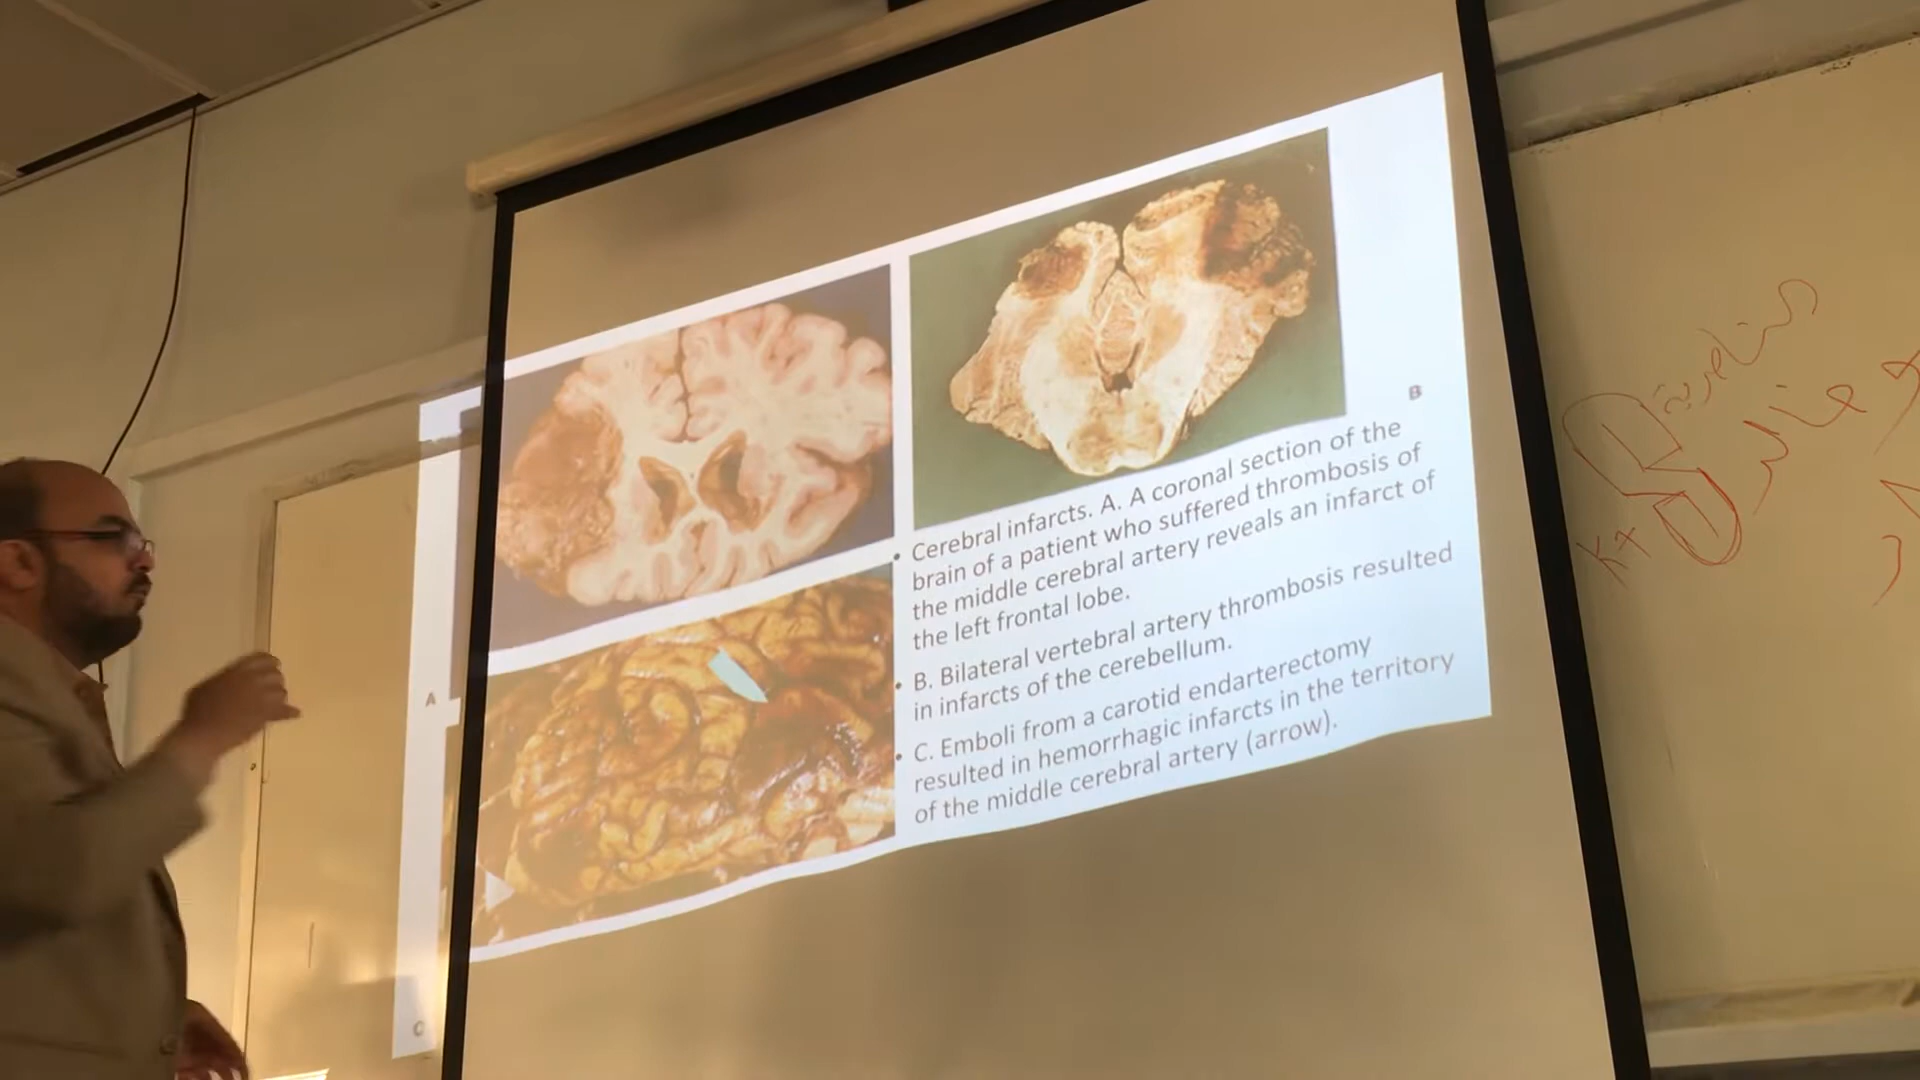 B
• Cerebral infarcts. A. A coronal section of the
brain of a patient who suffered thrombosis of
the middle cerebral artery reveals an infarct of
the left frontal lobe.
• B. Bilateral vertebral artery thrombosis resulted
in infarcts of the cerebellum.
• C. Emboli from a carotid endarterectomy
resulted in hemorrhagic infarcts in the territory
of the middle cerebral artery (arrow).
A
C